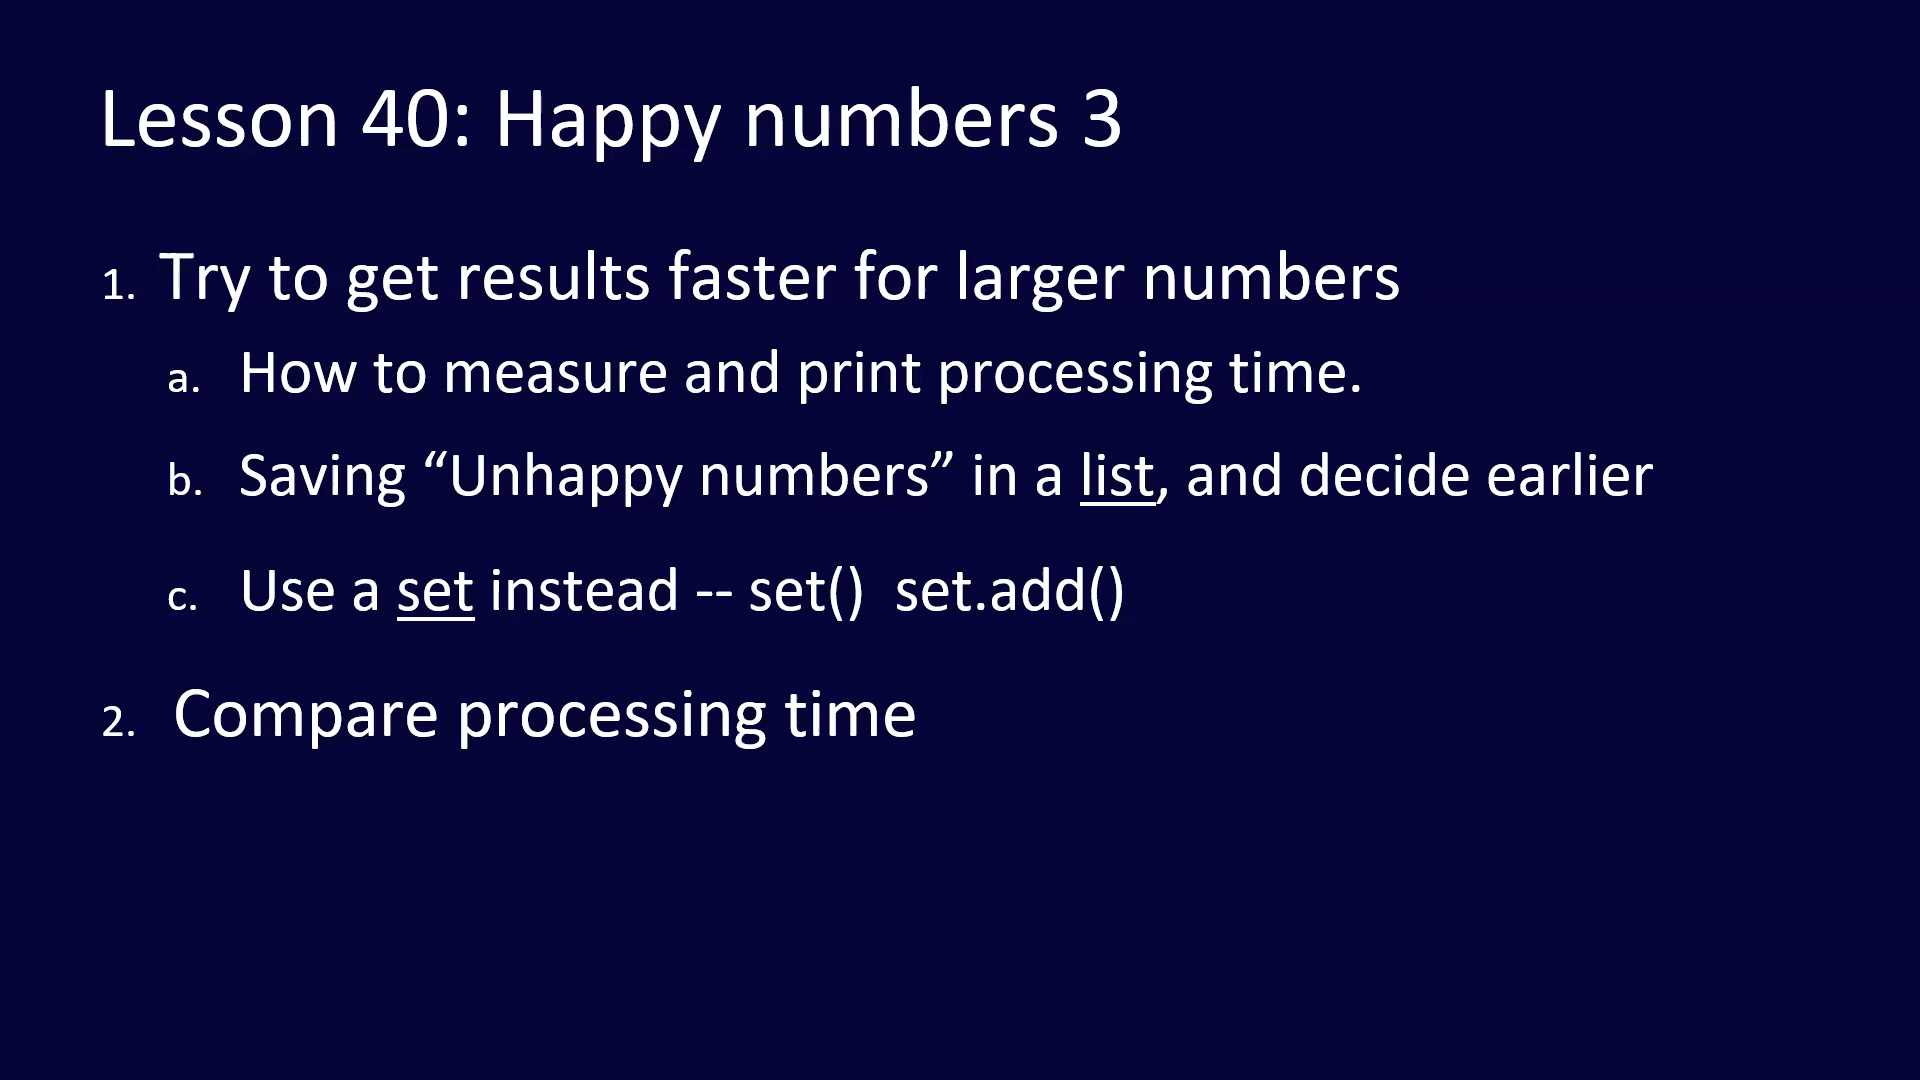 Lesson 40: Happy numbers 3
1. Try to get results faster for larger numbers
a. How to measure and print processing time.
b. Saving “Unhappy numbers” in a list, and decide earlier
c. Use a set instead -- set()  set.add()
2. Compare processing time